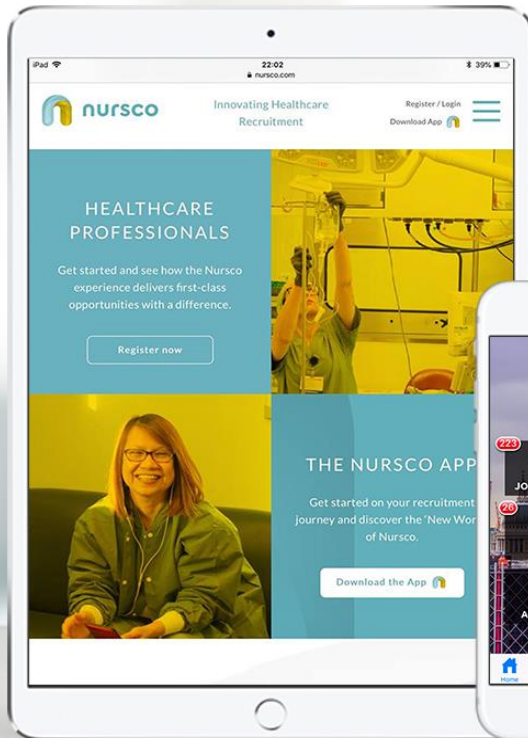 iPad
22:02
39%
nursco.com
nursco
Innovating Healthcare
Recruitment
Register / Login
Download App
HEALTHCARE
PROFESSIONALS
Get started and see how the Nursco
experience delivers first-class
opportunities with a difference.
Register now
THE NURSCO APP
Get started on your recruitment
journey and discover the 'New Wor
of Nursco.
Download the App
223
JO
26
A
Home